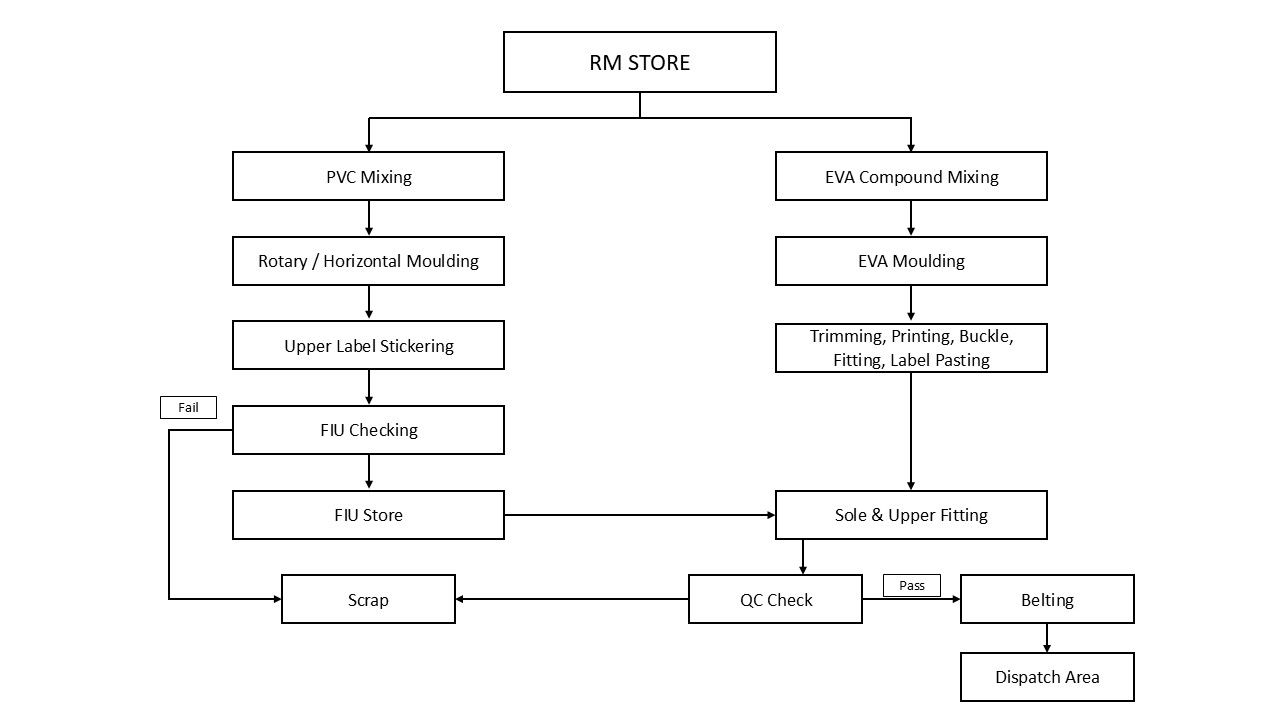 RM STORE
PVC Mixing
EVA Compound Mixing
Rotary / Horizontal Moulding
EVA Moulding
Upper Label Stickering
Trimming, Printing, Buckle,
Fitting, Label Pasting
Fail
FIU Checking
FIU Store
Sole & Upper Fitting
Scrap
QC Check
Pass
Belting
Dispatch Area